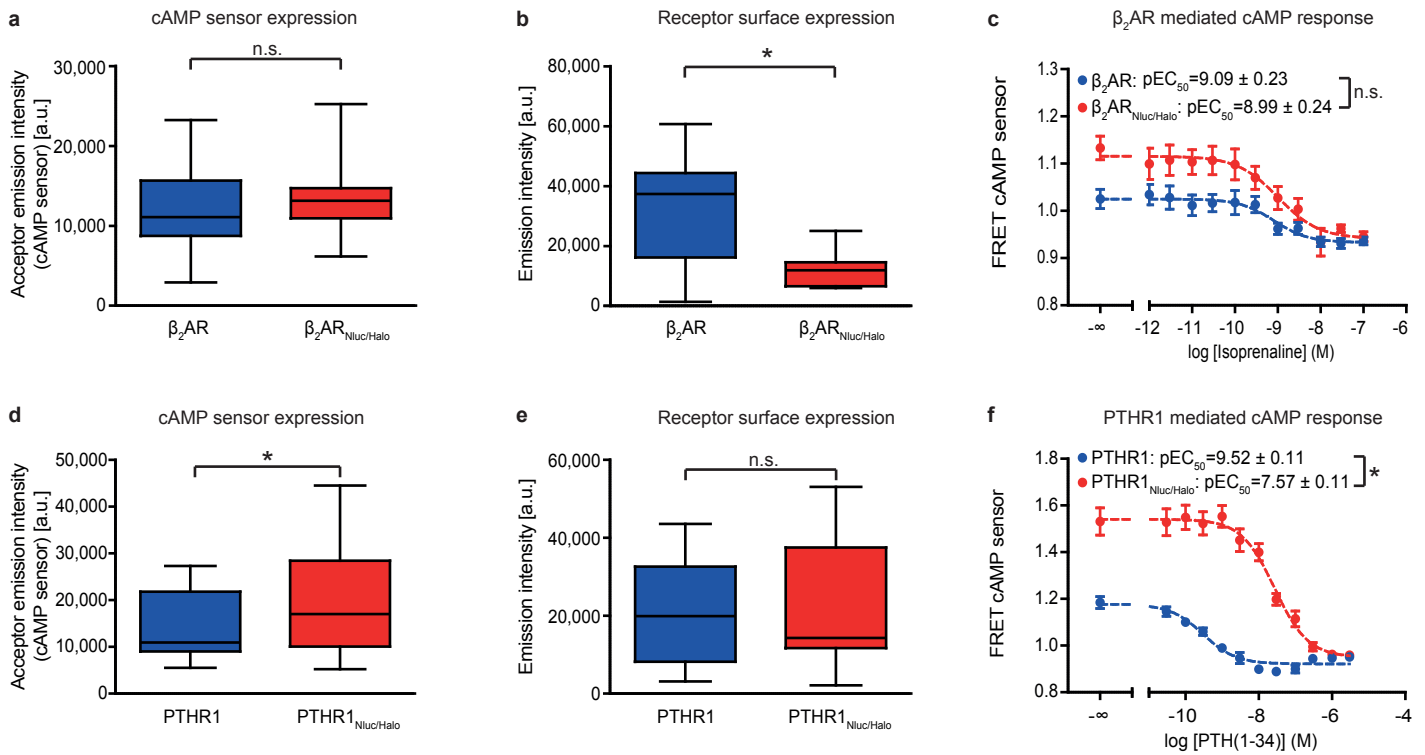 a
cAMP sensor expression
n.s.
Acceptor emission intensity
(cAMP sensor) [a.u.]
30,000
20,000
10,000
0
β₂AR
β₂AR_Nluc/Halo
b
Receptor surface expression
*
Emission intensity [a.u.]
80,000
60,000
40,000
20,000
0
β₂AR
β₂AR_Nluc/Halo
c
β₂AR mediated cAMP response
β₂AR: pEC₅₀=9.09 ± 0.23
β₂AR_Nluc/Halo: pEC₅₀=8.99 ± 0.24
n.s.
FRET cAMP sensor
1.3
1.2
1.1
1.0
0.9
0.8
-∞ -12 -11 -10 -9 -8 -7 -6
log [Isoprenaline] (M)
d
cAMP sensor expression
*
Acceptor emission intensity
(cAMP sensor) [a.u.]
50,000
40,000
30,000
20,000
10,000
0
PTHR1
PTHR1_Nluc/Halo
e
Receptor surface expression
n.s.
Emission intensity [a.u.]
60,000
40,000
20,000
0
PTHR1
PTHR1_Nluc/Halo
f
PTHR1 mediated cAMP response
PTHR1: pEC₅₀=9.52 ± 0.11
PTHR1_Nluc/Halo: pEC₅₀=7.57 ± 0.11
*
FRET cAMP sensor
1.8
1.6
1.4
1.2
1.0
0.8
-∞ -10 -8 -6 -4
log [PTH(1-34)] (M)